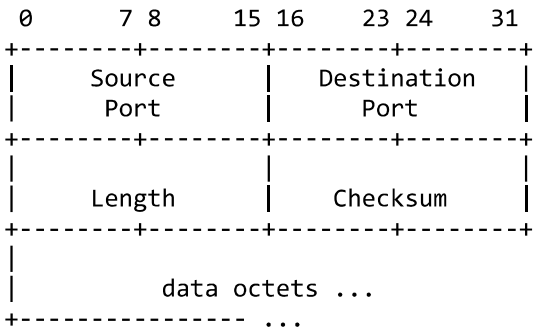 0 7 8 15 16 23 24 31
+--------+--------+--------+--------+
| Source | Destination |
| Port | Port |
+--------+--------+--------+--------+
| | |
| Length | Checksum |
+--------+--------+--------+--------+
|
| data octets ...
+---------------- ...